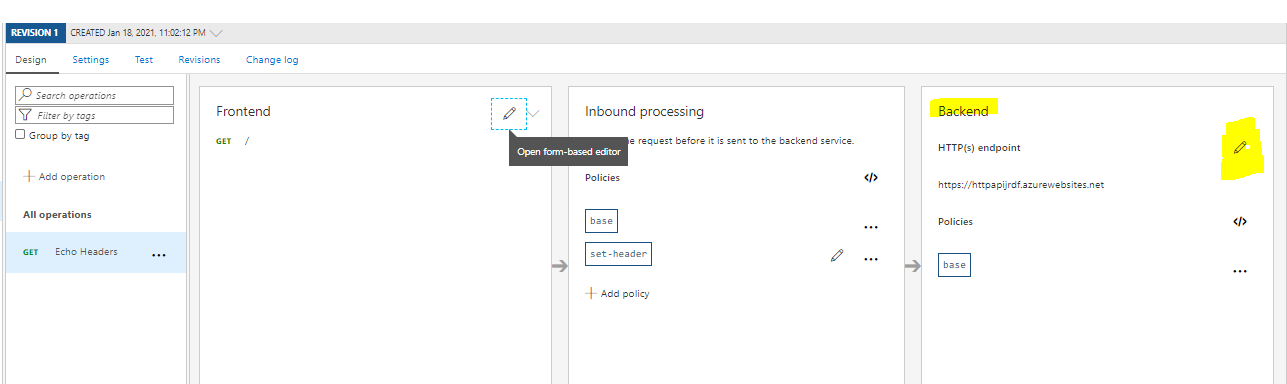 REVISION 1 CREATED Jan 18, 2021, 11:02:12 PM
Design Settings Test Revisions Change log
Search operations
Filter by tags
Group by tag
+ Add operation
All operations
GET Echo Headers ...
Frontend
GET /
Open form-based editor
Inbound processing
request before it is sent to the backend service.
Policies </>
base ...
set-header ...
+ Add policy
Backend
HTTP(s) endpoint
https://httpapijrdf.azurewebsites.net
Policies </>
base ...